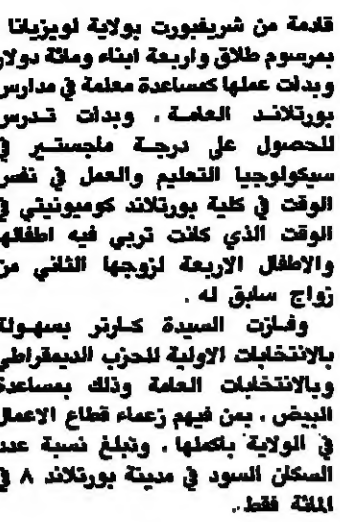 قادمة من شريفبورت بولاية لويزيانا
بمرسوم طلاق واربعة ابناء ومائة دولار
وبدات عملها كمساعدة معلمة في مدارس
بورتلاند العامة . وبدات تدرس
للحصول على درجة ماجستير في
سيكولوجيا التعليم والعمل في نفس
الوقت في كلية بورتلاند كوميونيتي في
الوقت الذي كانت تربي فيه اطفالها
والاطفال الاربعة لزوجها الثاني من
زواج سابق له .
وفازت السيدة كارتر بسهولة
بالانتخابات الاولية للحزب الديمقراطي
وبالانتخابات العامة وذلك بمساعدة
البيض . بمن فيهم زعماء قطاع الاعمال
في الولاية باكملها . وتبلغ نسبة عدد
السكان السود في مدينة بورتلاند ٨ في
المائة فقط .